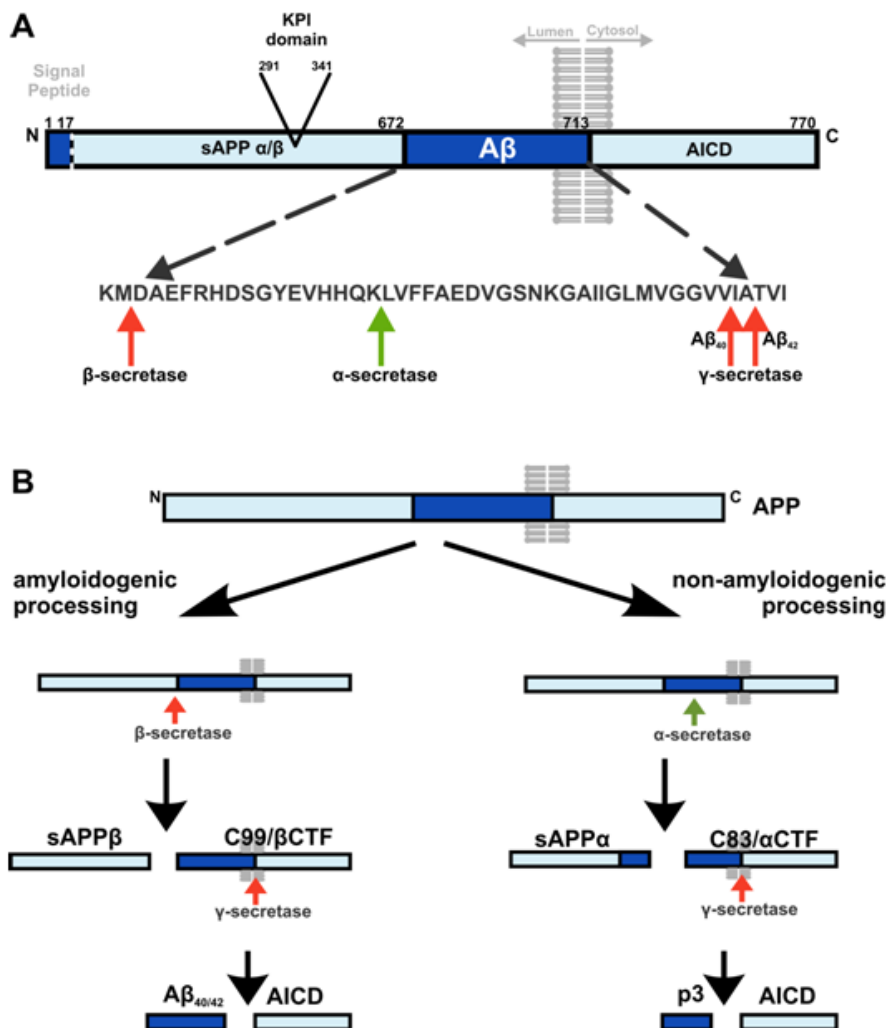 A
KPI
domain
Lumen Cytosol
Signal
Peptide
291 341
1 17 672 713 770
N sAPP α/β Aβ AICD C
KMDAEFRHDSGYEVHHQKLVFFAEDVGSNKGAIIGLMVGGVVIATVI
Aβ40 Aβ42
β-secretase α-secretase γ-secretase
B
N C APP
amyloidogenic
processing
non-amyloidogenic
processing
β-secretase α-secretase
sAPPβ C99/βCTF sAPPα C83/αCTF
γ-secretase γ-secretase
Aβ40/42 AICD p3 AICD